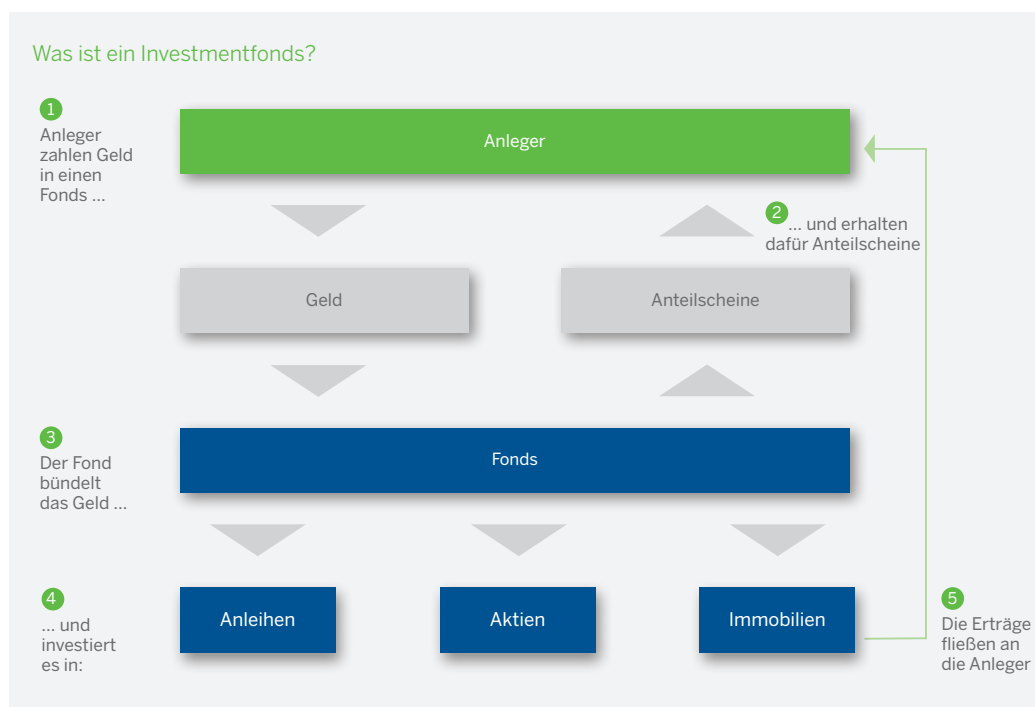 Was ist ein Investmentfonds?
1
Anleger
zahlen Geld
in einen
Fonds ...
Anleger
2
... und erhalten
dafür Anteilscheine
Geld
Anteilscheine
3
Der Fond
bündelt
das Geld ...
Fonds
4
... und
investiert
es in:
Anleihen
Aktien
Immobilien
5
Die Erträge
fließen an
die Anleger